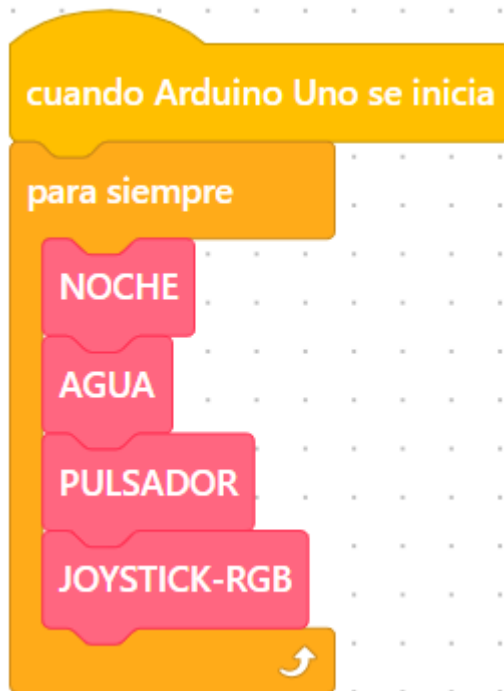 cuando Arduino Uno se inicia
para siempre
NOCHE
AGUA
PULSADOR
JOYSTICK-RGB